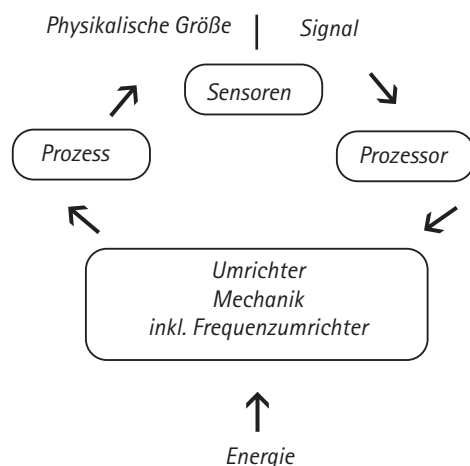 Physikalische Größe | Signal
Sensoren
Prozess
Prozessor
Umrichter
Mechanik
inkl. Frequenzumrichter
Energie